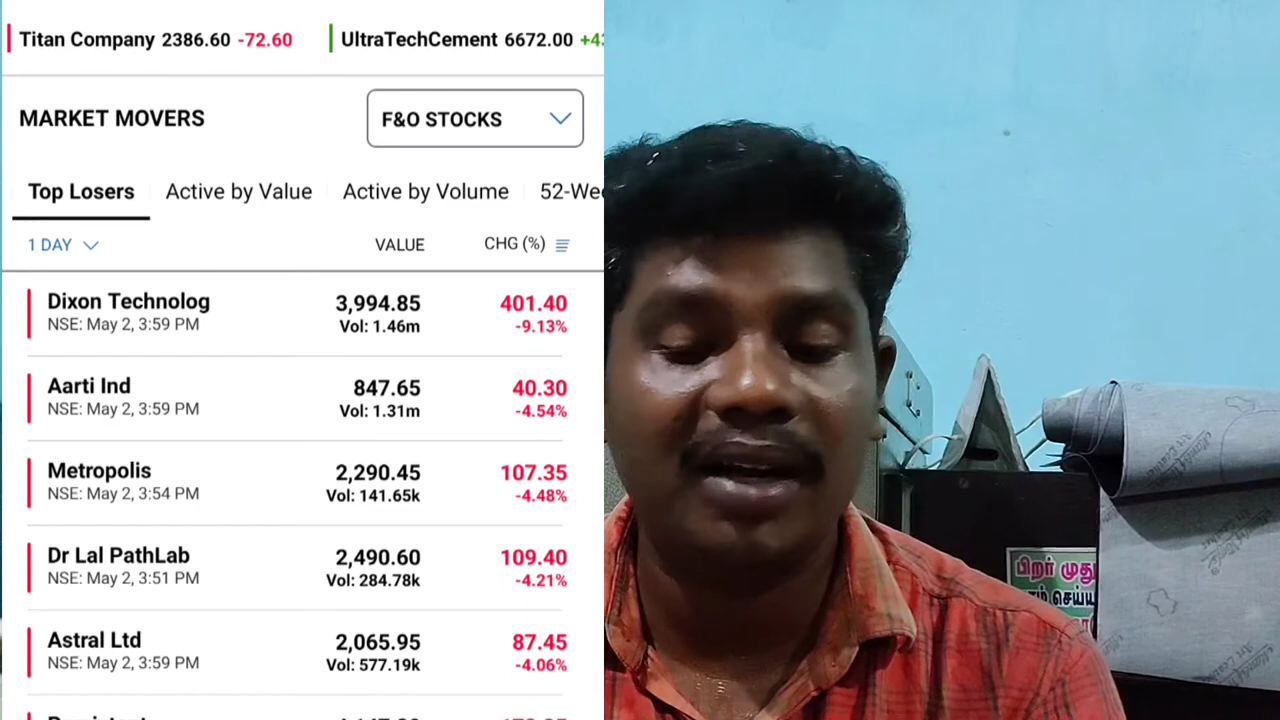 Titan Company 2386.60 -72.60 UltraTechCement 6672.00
MARKET MOVERS F&O STOCKS
Top Losers Active by Value Active by Volume
1 DAY VALUE CHG (%)
Dixon Technolog 3,994.85 401.40
NSE: May 2, 3:59 PM Vol: 1.46m -9.13%
Aarti Ind 847.65 40.30
NSE: May 2, 3:59 PM Vol: 1.31m -4.54%
Metropolis 2,290.45 107.35
NSE: May 2, 3:54 PM Vol: 141.65k -4.48%
Dr Lal PathLab 2,490.60 109.40
NSE: May 2, 3:51 PM Vol: 284.78k -4.21%
Astral Ltd 2,065.95 87.45
NSE: May 2, 3:59 PM Vol: 577.19k -4.06%
பிறர்